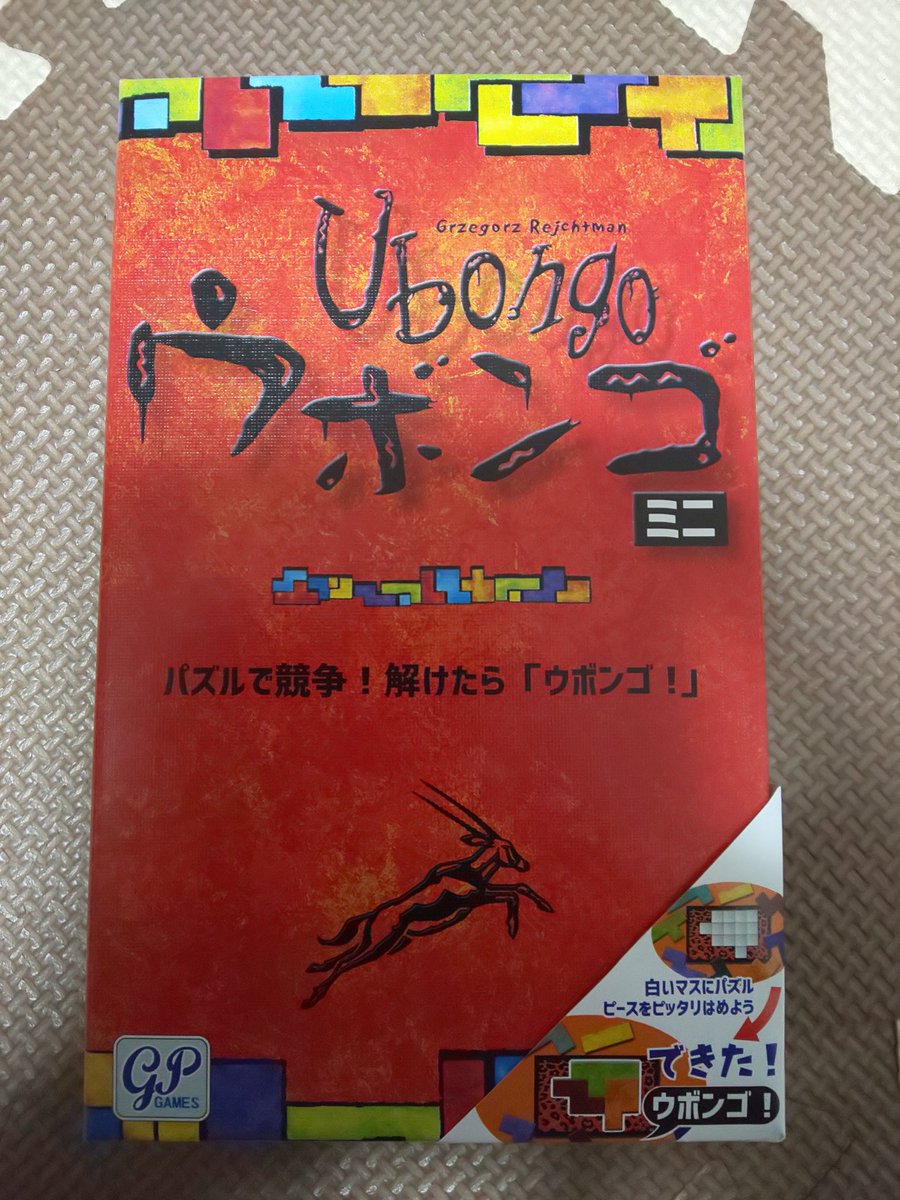 Grzegorz Rejchtman
Ubongo
ウボンゴ
ミニ
パズルで競争！解けたら「ウボンゴ！」
白いマスにパズル
ピースをピッタリはめよう
できた！
ウボンゴ！
GP
GAMES